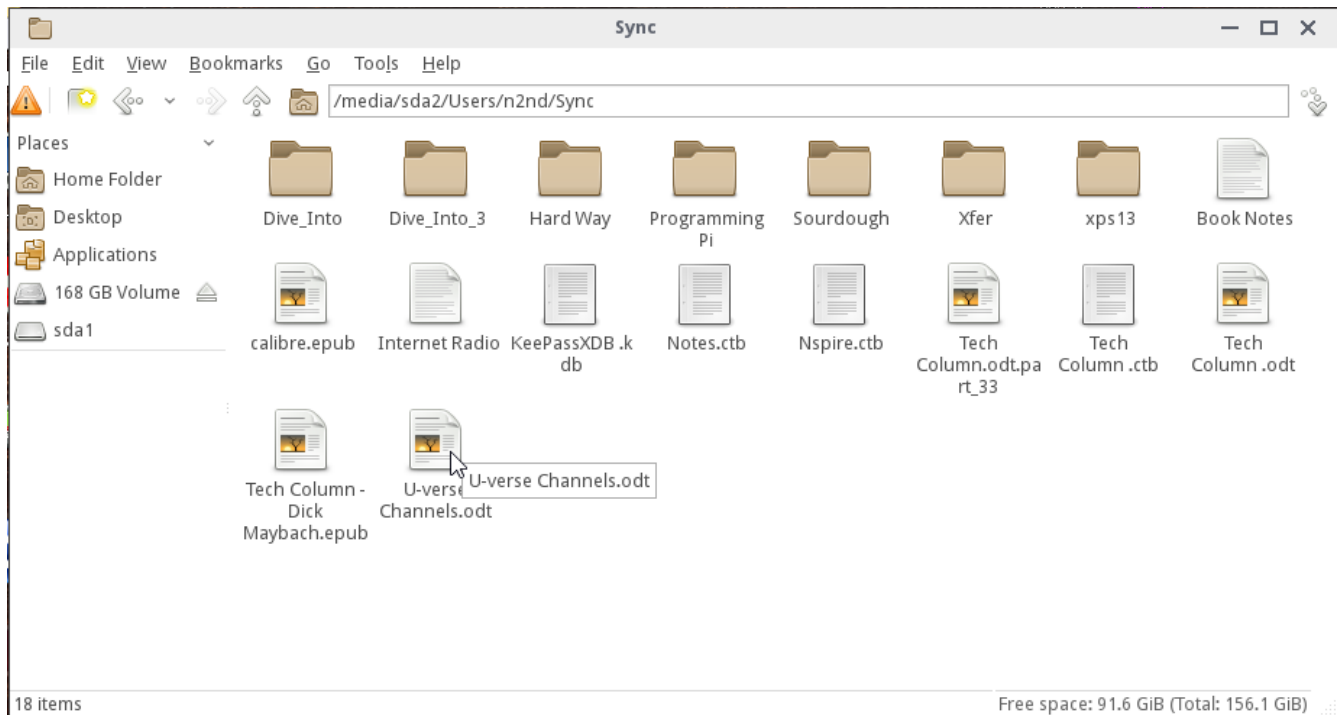 Sync
File Edit View Bookmarks Go Tools Help
/media/sda2/Users/n2nd/Sync
Places
Home Folder
Desktop
Applications
168 GB Volume
sda1
Dive_Into Dive_Into_3 Hard Way Programming Sourdough Xfer xps13 Book Notes
Pi
calibre.epub Internet Radio KeePassXDB .k Notes.ctb Nspire.ctb Tech Tech Tech
db Column.odt.pa Column .ctb Column .odt
rt_33
Tech Column - U-verse U-verse Channels.odt
Dick Channels.odt
Maybach.epub
18 items Free space: 91.6 GiB (Total: 156.1 GiB)